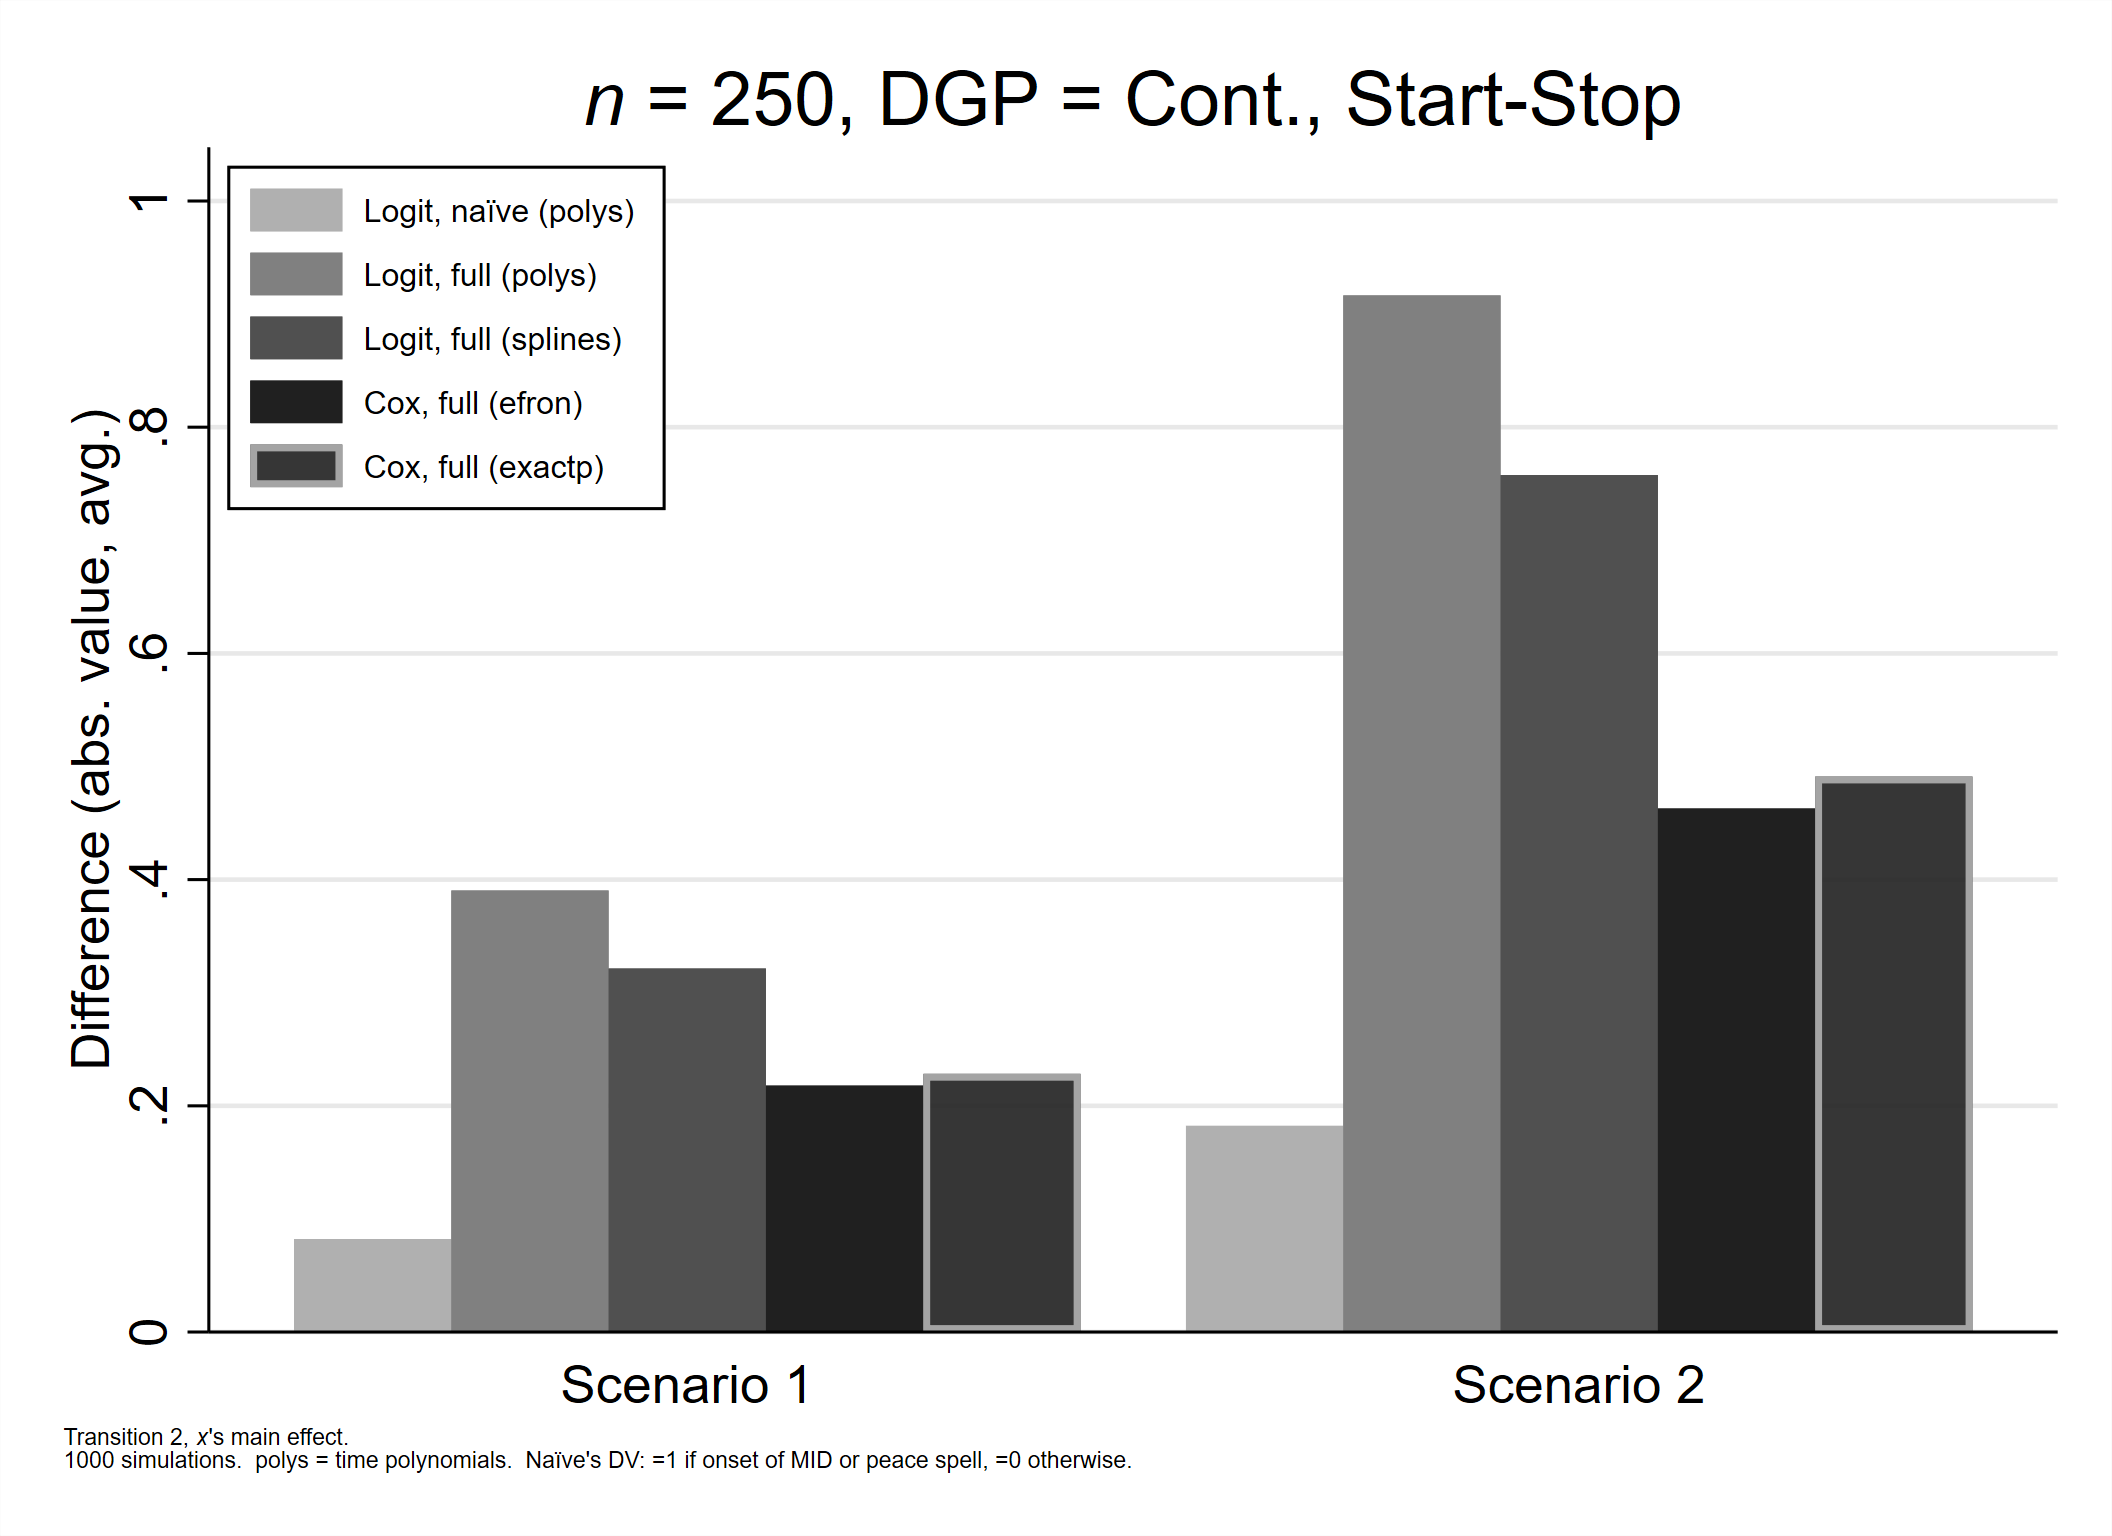 n = 250, DGP = Cont., Start-Stop
Logit, naïve (polys)
Logit, full (polys)
Logit, full (splines)
Cox, full (efron)
Cox, full (exactp)
Difference (abs. value, avg.)
1
.8
.6
.4
.2
0
Scenario 1
Scenario 2
Transition 2, x's main effect.
1000 simulations.  polys = time polynomials.  Naïve's DV: =1 if onset of MID or peace spell, =0 otherwise.